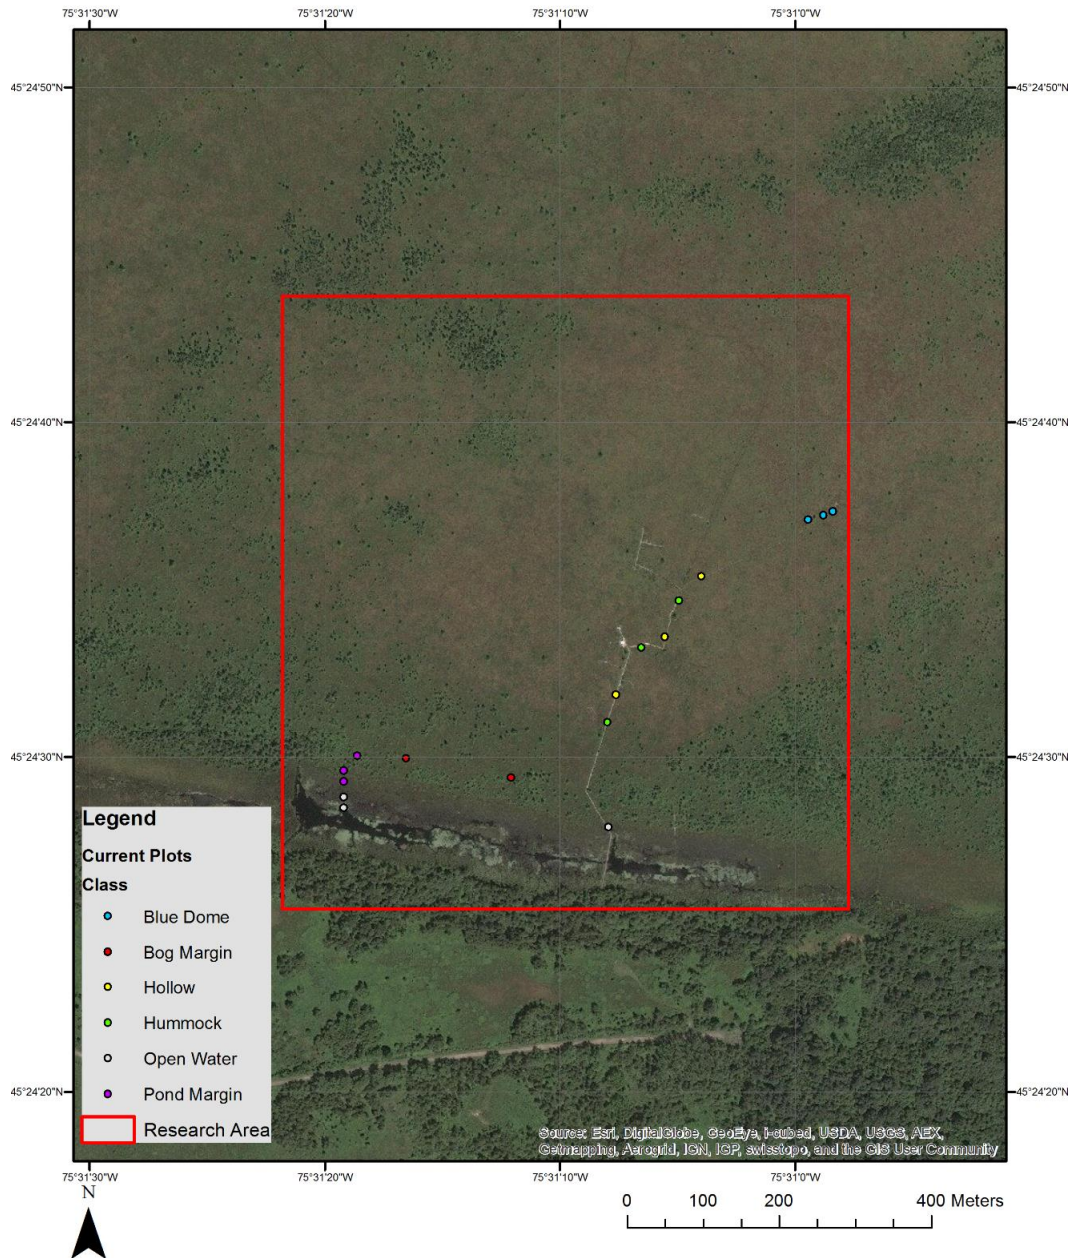 75°31'30"W 75°31'20"W 75°31'10"W 75°31'0"W
45°24'50"N 45°24'50"N
45°24'40"N 45°24'40"N
45°24'30"N 45°24'30"N
Legend
Current Plots
Class
Blue Dome
Bog Margin
Hollow
Hummock
Open Water
Pond Margin
Research Area
45°24'20"N 45°24'20"N
Source: Esri, DigitalGlobe, GeoEye, i-cubed, USDA, USGS, AEX,
Getmapping, Aerogrid, IGN, IGP, swisstopo, and the GIS User Community
75°31'30"W 75°31'20"W 75°31'10"W 75°31'0"W
N
0 100 200 400 Meters